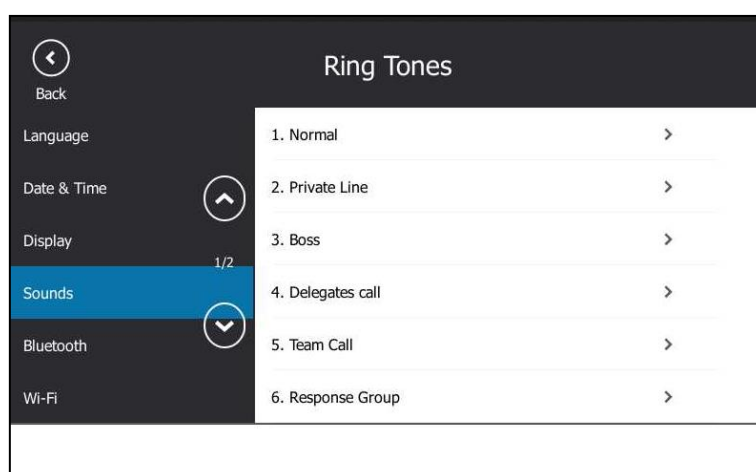 Ring Tones
Back
Language
Date & Time
Display
1/2
Sounds
Bluetooth
Wi-Fi
1. Normal
2. Private Line
3. Boss
4. Delegates call
5. Team Call
6. Response Group